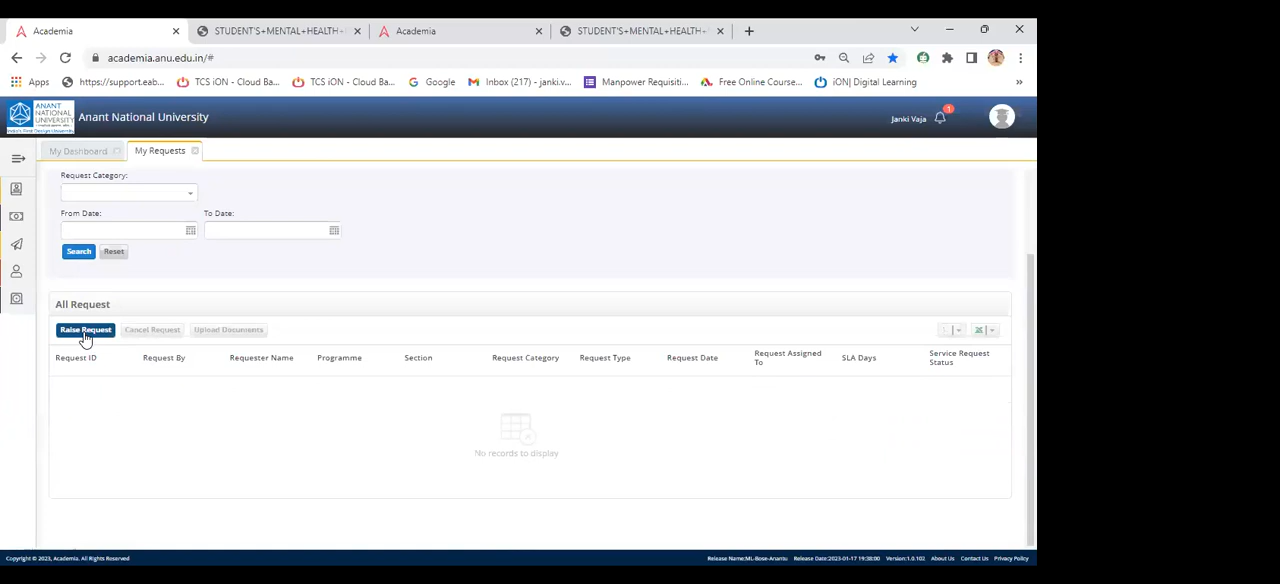 Academia
STUDENT'S+MENTAL+HEALTH+
Academia
STUDENT'S+MENTAL+HEALTH+
academia.anu.edu.in/#
Apps
https://support.eab...
TCS iON - Cloud Ba...
TCS iON - Cloud Ba...
Google
Inbox (217) - janki.v...
Manpower Requisiti...
Free Online Course...
iON| Digital Learning
»
ANANT
NATIONAL
UNIVERSITY
India's First Design University
Anant National University
Janki Vaja
1
My Dashboard
My Requests
Request Category:
From Date:
To Date:
Search
Reset
All Request
Raise Request
Cancel Request
Upload Documents
Request ID
Request By
Requester Name
Programme
Section
Request Category
Request Type
Request Date
Request Assigned
To
SLA Days
Service Request
Status
No records to display
Copyright © 2023, Academia. All Rights Reserved
Release Date:2023-01-17 19:38:00
Version:1.0.102
About Us
Contact Us
Privacy Policy